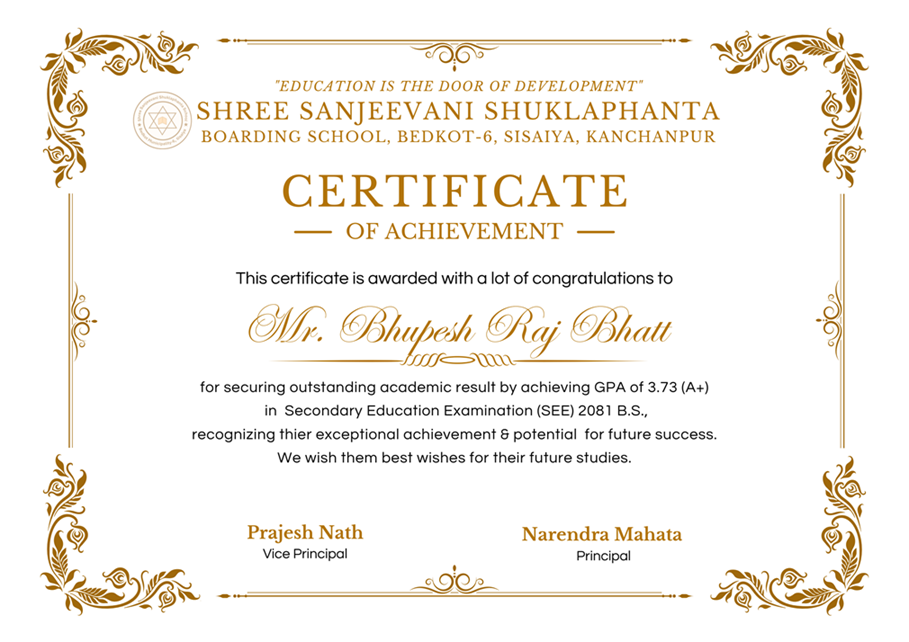 "EDUCATION IS THE DOOR OF DEVELOPMENT"
SHREE SANJEEVANI SHUKLAPHANTA
BOARDING SCHOOL, BEDKOT-6, SISAIYA, KANCHANPUR
CERTIFICATE
OF ACHIEVEMENT
This certificate is awarded with a lot of congratulations to
Mr. Bhupesh Raj Bhatt
for securing outstanding academic result by achieving GPA of 3.73 (A+)
in Secondary Education Examination (SEE) 2081 B.S.,
recognizing thier exceptional achievement & potential for future success.
We wish them best wishes for their future studies.
Prajesh Nath
Vice Principal
Narendra Mahata
Principal